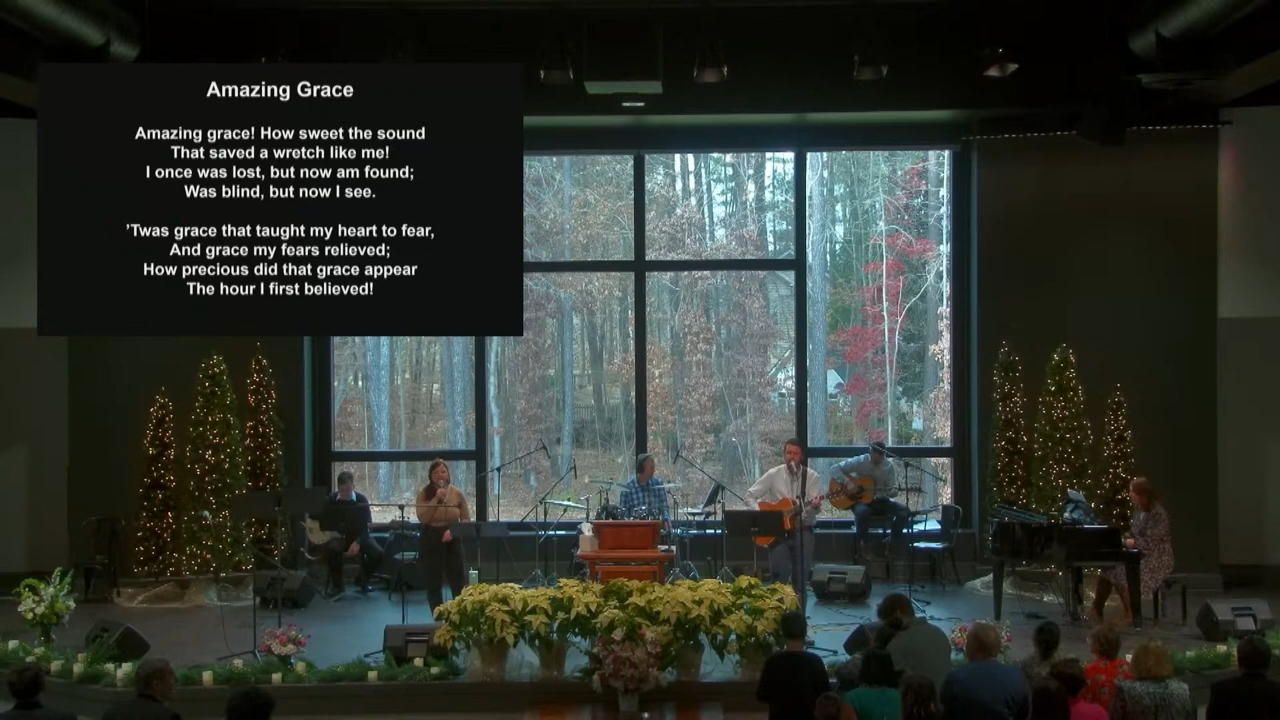 Amazing Grace
Amazing grace! How sweet the sound
That saved a wretch like me!
I once was lost, but now am found;
Was blind, but now I see.
’Twas grace that taught my heart to fear,
And grace my fears relieved;
How precious did that grace appear
The hour I first believed!